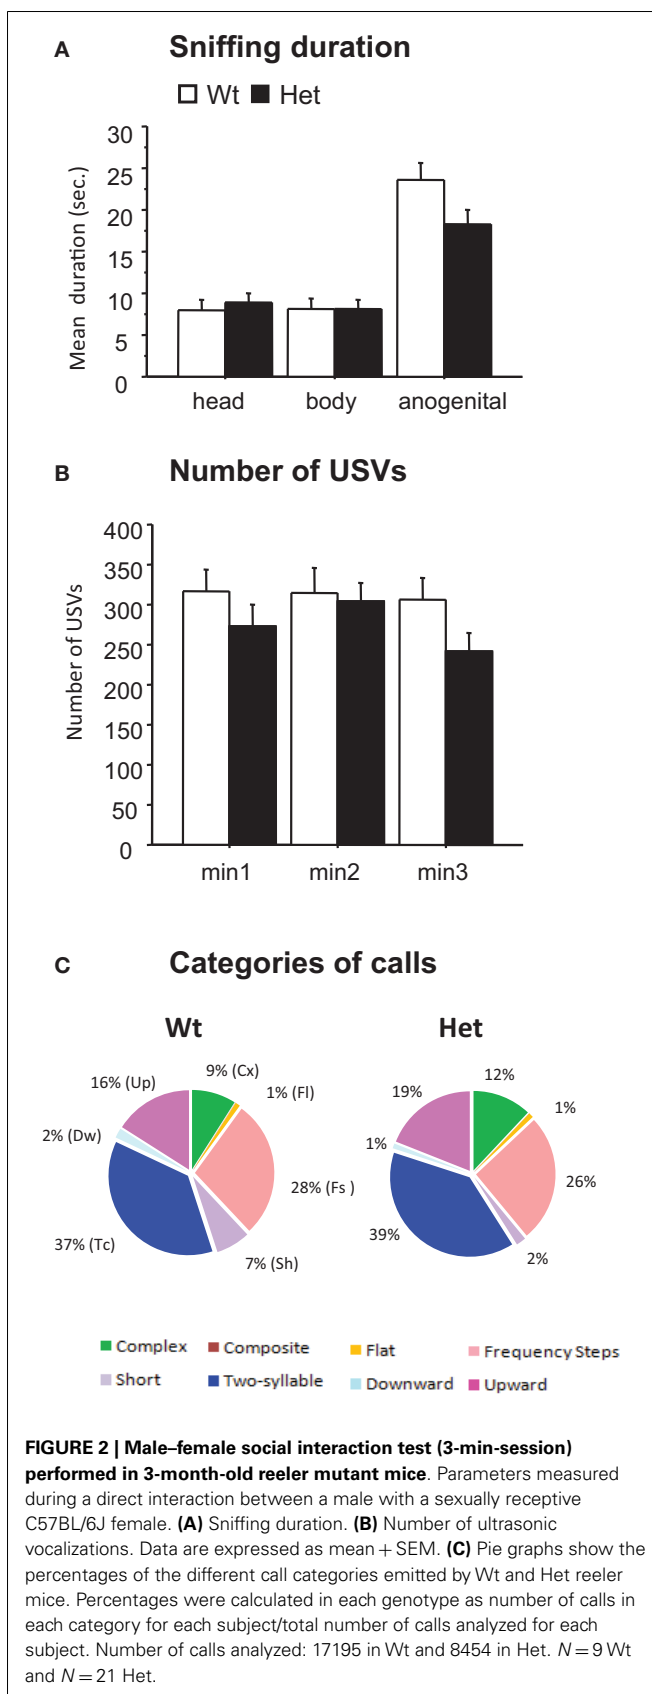 A Sniffing duration
Wt Het
30
25
20
15
10
5
0
Mean duration (sec.)
head body anogenital
B Number of USVs
400
350
300
250
200
150
100
50
0
Number of USVs
min1 min2 min3
C Categories of calls
Wt Het
9% (Cx)
1% (Fl)
28% (Fs )
7% (Sh)
37% (Tc)
2% (Dw)
16% (Up)
12%
1%
26%
2%
39%
1%
19%
Complex Composite Flat Frequency Steps
Short Two-syllable Downward Upward
FIGURE 2 | Male–female social interaction test (3-min-session)
performed in 3-month-old reeler mutant mice. Parameters measured
during a direct interaction between a male with a sexually receptive
C57BL/6J female. (A) Sniffing duration. (B) Number of ultrasonic
vocalizations. Data are expressed as mean + SEM. (C) Pie graphs show the
percentages of the different call categories emitted by Wt and Het reeler
mice. Percentages were calculated in each genotype as number of calls in
each category for each subject/total number of calls analyzed for each
subject. Number of calls analyzed: 17195 in Wt and 8454 in Het. N = 9 Wt
and N = 21 Het.